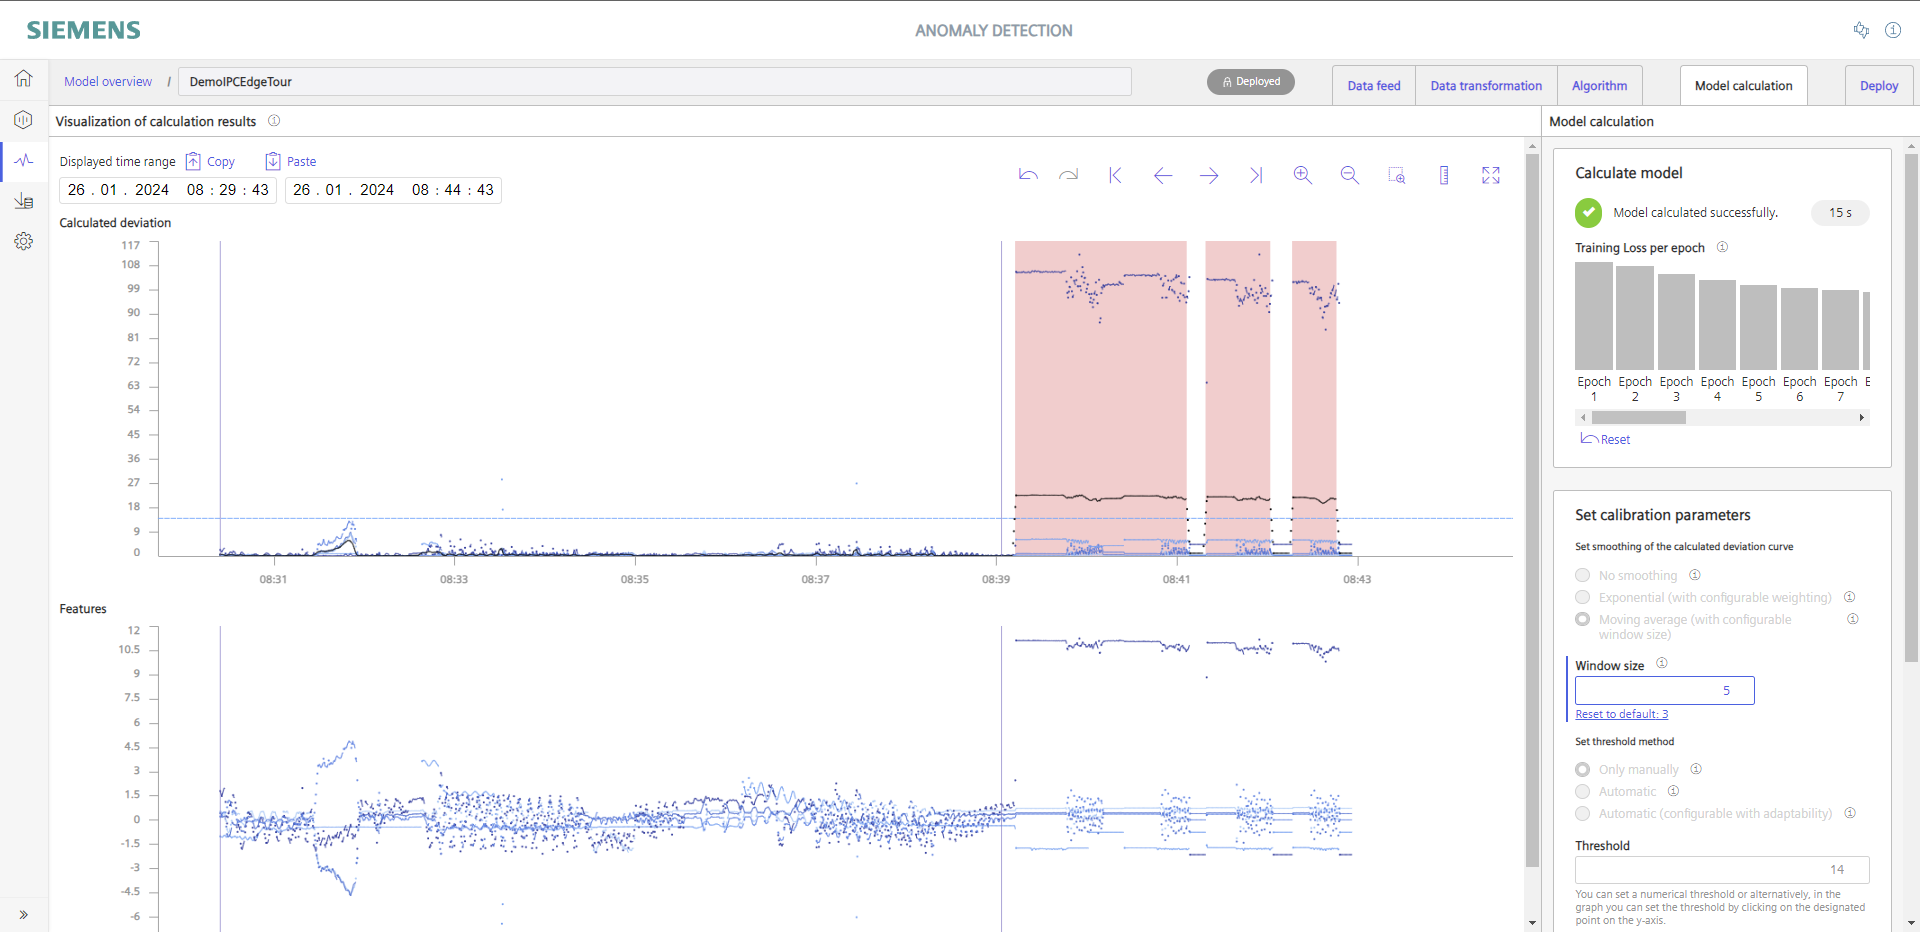 SIEMENS
ANOMALY DETECTION
Model overview / DemoIPCEdgeTour
Deployed
Data feed
Data transformation
Algorithm
Model calculation
Deploy
Visualization of calculation results
Displayed time range
Copy
Paste
26 . 01 . 2024 08 : 29 : 43
26 . 01 . 2024 08 : 44 : 43
Calculated deviation
117
108
99
90
81
72
63
54
45
36
27
18
9
0
08:31
08:33
08:35
08:37
08:39
08:41
08:43
Features
12
10.5
9
7.5
6
4.5
3
1.5
0
-1.5
-3
-4.5
-6
Model calculation
Calculate model
Model calculated successfully.
15 s
Training Loss per epoch
Epoch Epoch Epoch Epoch Epoch Epoch Epoch E
1 2 3 4 5 6 7
Reset
Set calibration parameters
Set smoothing of the calculated deviation curve
No smoothing
Exponential (with configurable weighting)
Moving average (with configurable
window size)
Window size
5
Reset to default: 3
Set threshold method
Only manually
Automatic
Automatic (configurable with adaptability)
Threshold
14
You can set a numerical threshold or alternatively, in the
graph you can set the threshold by clicking on the designated
point on the y-axis.